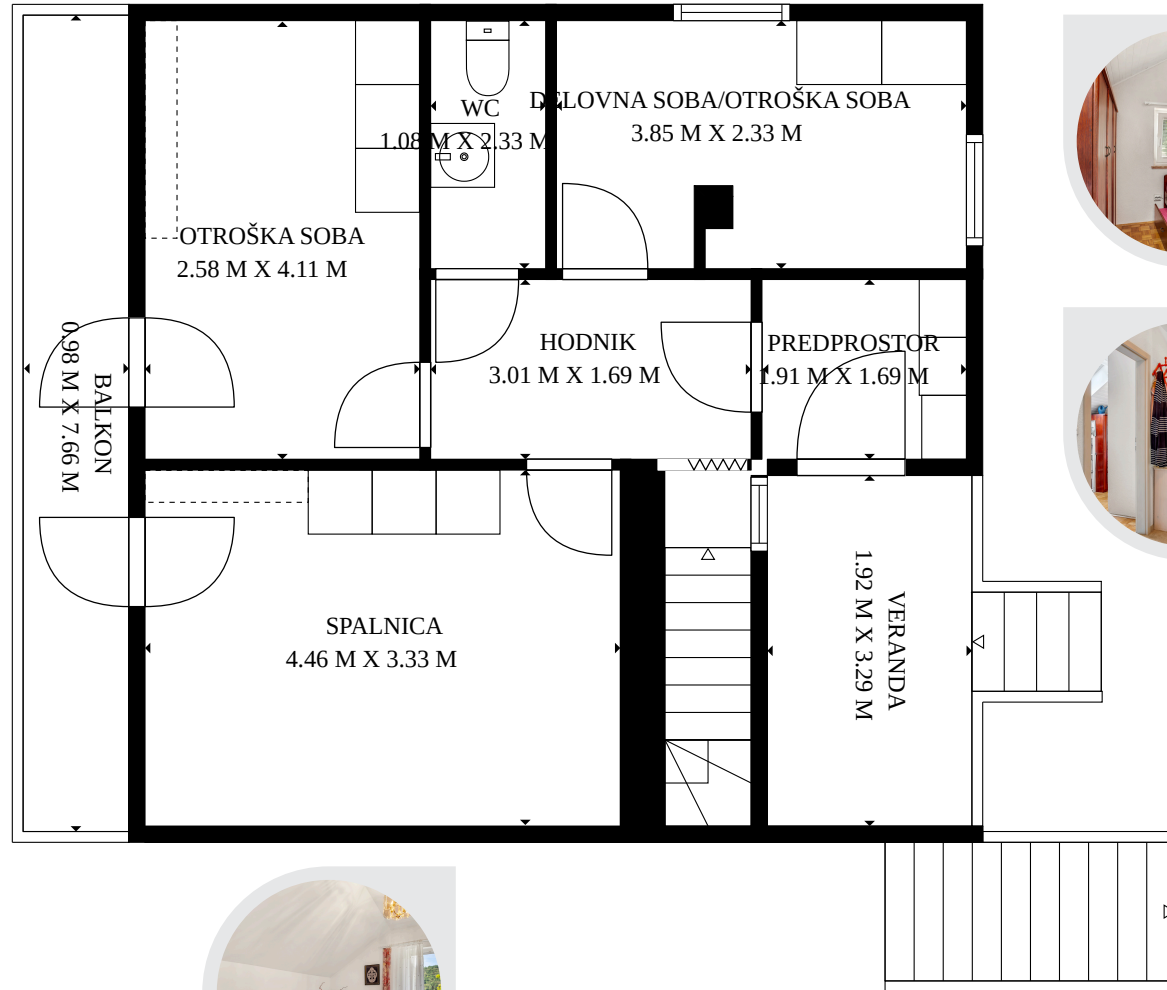 WC
1.08 M X 2.33 M
DELOVNA SOBA/OTROŠKA SOBA
3.85 M X 2.33 M
OTROŠKA SOBA
2.58 M X 4.11 M
HODNIK
3.01 M X 1.69 M
PREDPROSTOR
1.91 M X 1.69 M
BALKON
0.98 M X 7.66 M
SPALNICA
4.46 M X 3.33 M
VERANDA
1.92 M X 3.29 M